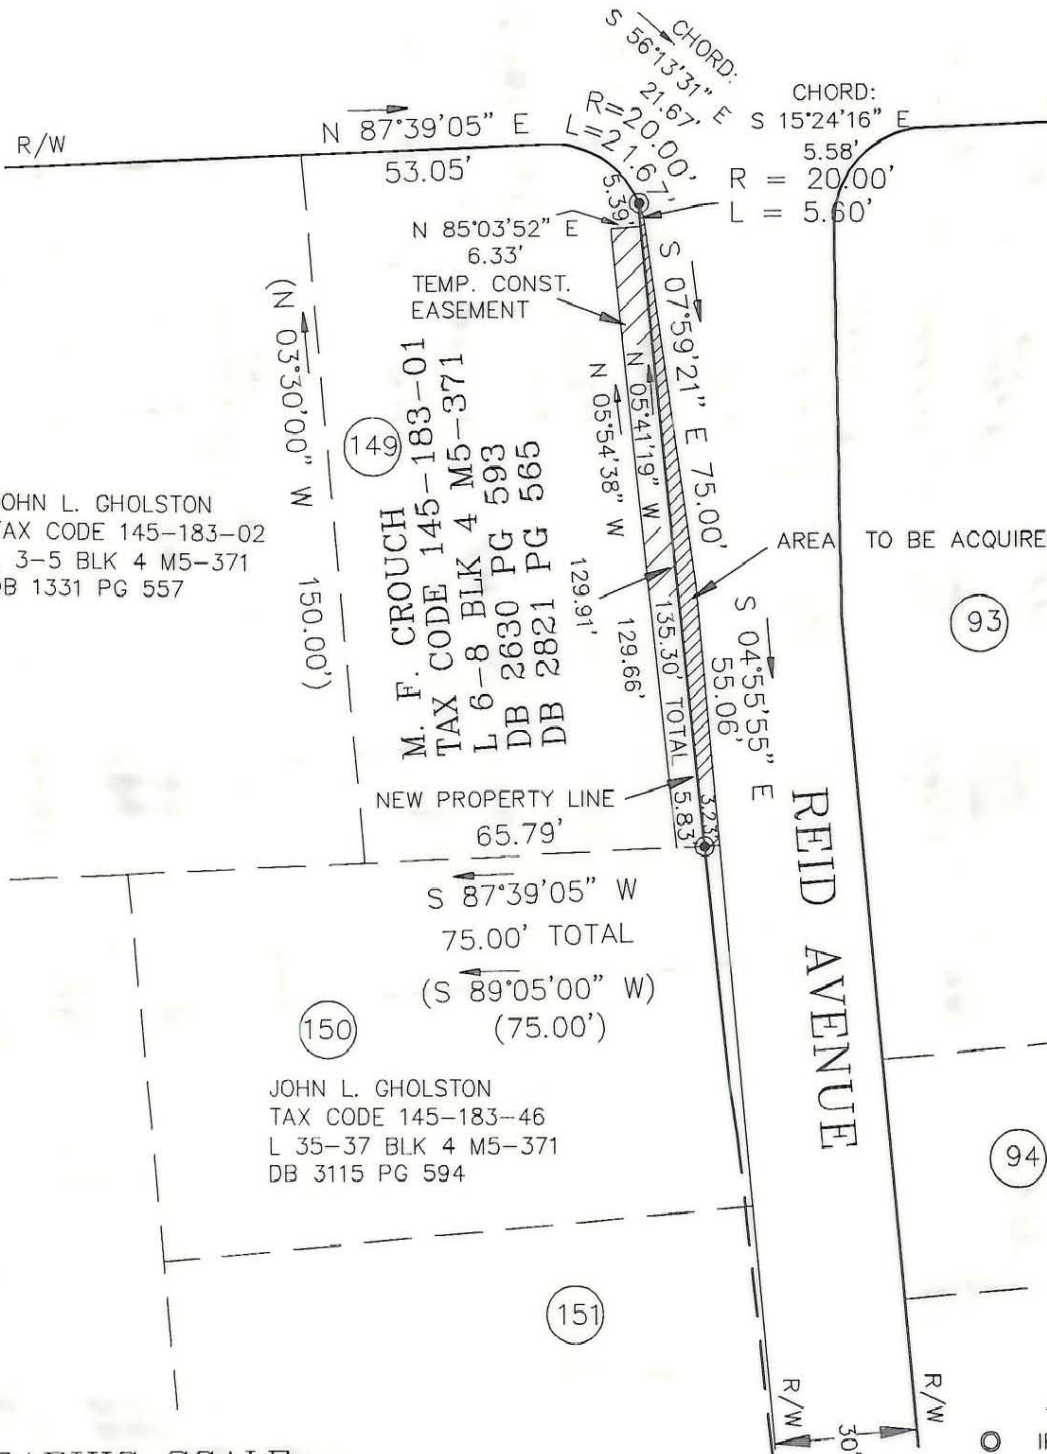 CHORD:
S 56°13'31" E
21.67'
R=20.00'
L=21.67'
CHORD:
S 15°24'16" E
5.58'
R = 20.00'
L = 5.60'
R/W
N 87°39'05" E
53.05'
5.39'
N 85°03'52" E
6.33'
TEMP. CONST.
EASEMENT
S 07°59'21" E 75.00'
(N 03°30'00" W 150.00')
149
M. F. CROUCH
TAX CODE 145-183-01
L 6-8 BLK 4 M5-371
DB 2630 PG 593
DB 2821 PG 565
N 05°41'19" W
N 05°54'38" W
129.91'
129.66'
135.30' TOTAL
OHN L. GHOLSTON
TAX CODE 145-183-02
3-5 BLK 4 M5-371
DB 1331 PG 557
AREA TO BE ACQUIRE
93
S 04°55'55" E
55.06'
NEW PROPERTY LINE
5.83'
3.23'
65.79'
S 87°39'05" W
75.00' TOTAL
(S 89°05'00" W)
(75.00')
REID AVENUE
150
JOHN L. GHOLSTON
TAX CODE 145-183-46
L 35-37 BLK 4 M5-371
DB 3115 PG 594
94
151
R/W
R/W
30'
SCALE